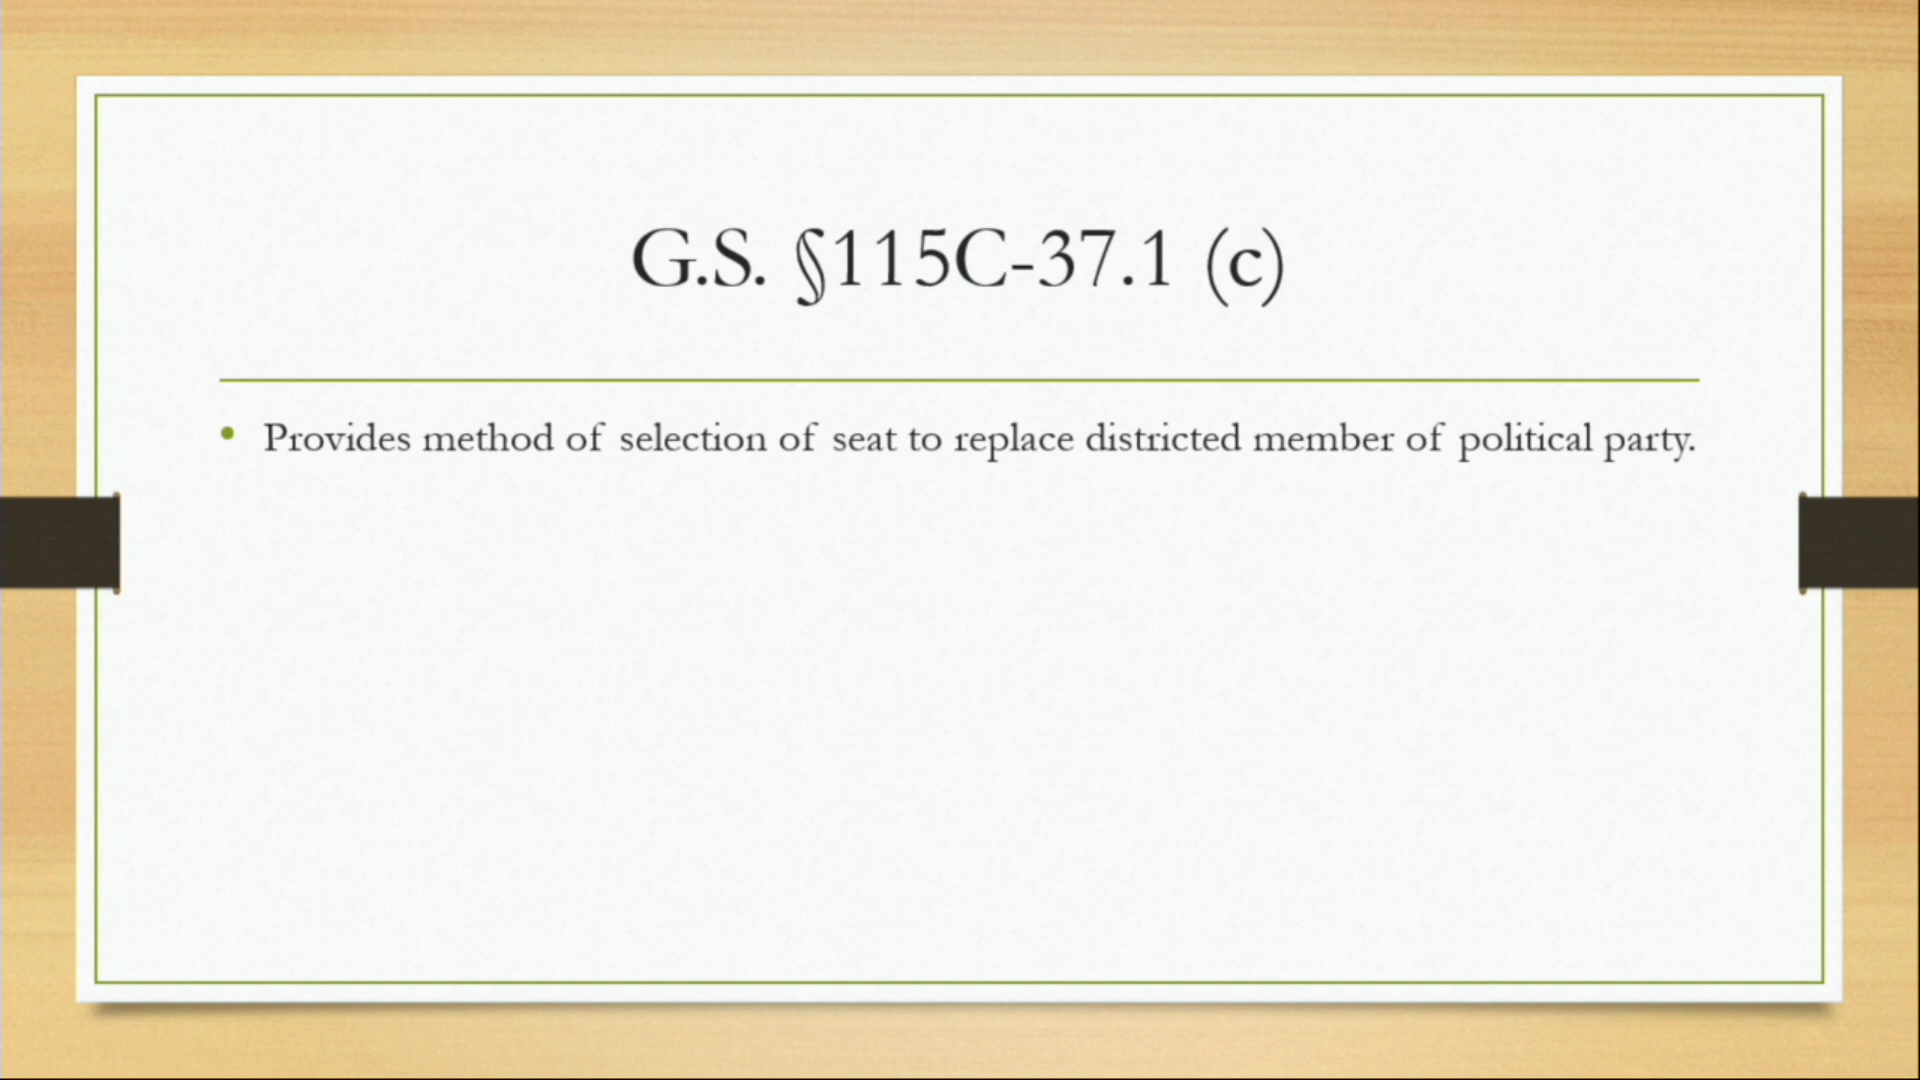 G.S. §115C-37.1 (c)
• Provides method of selection of seat to replace districted member of political party.